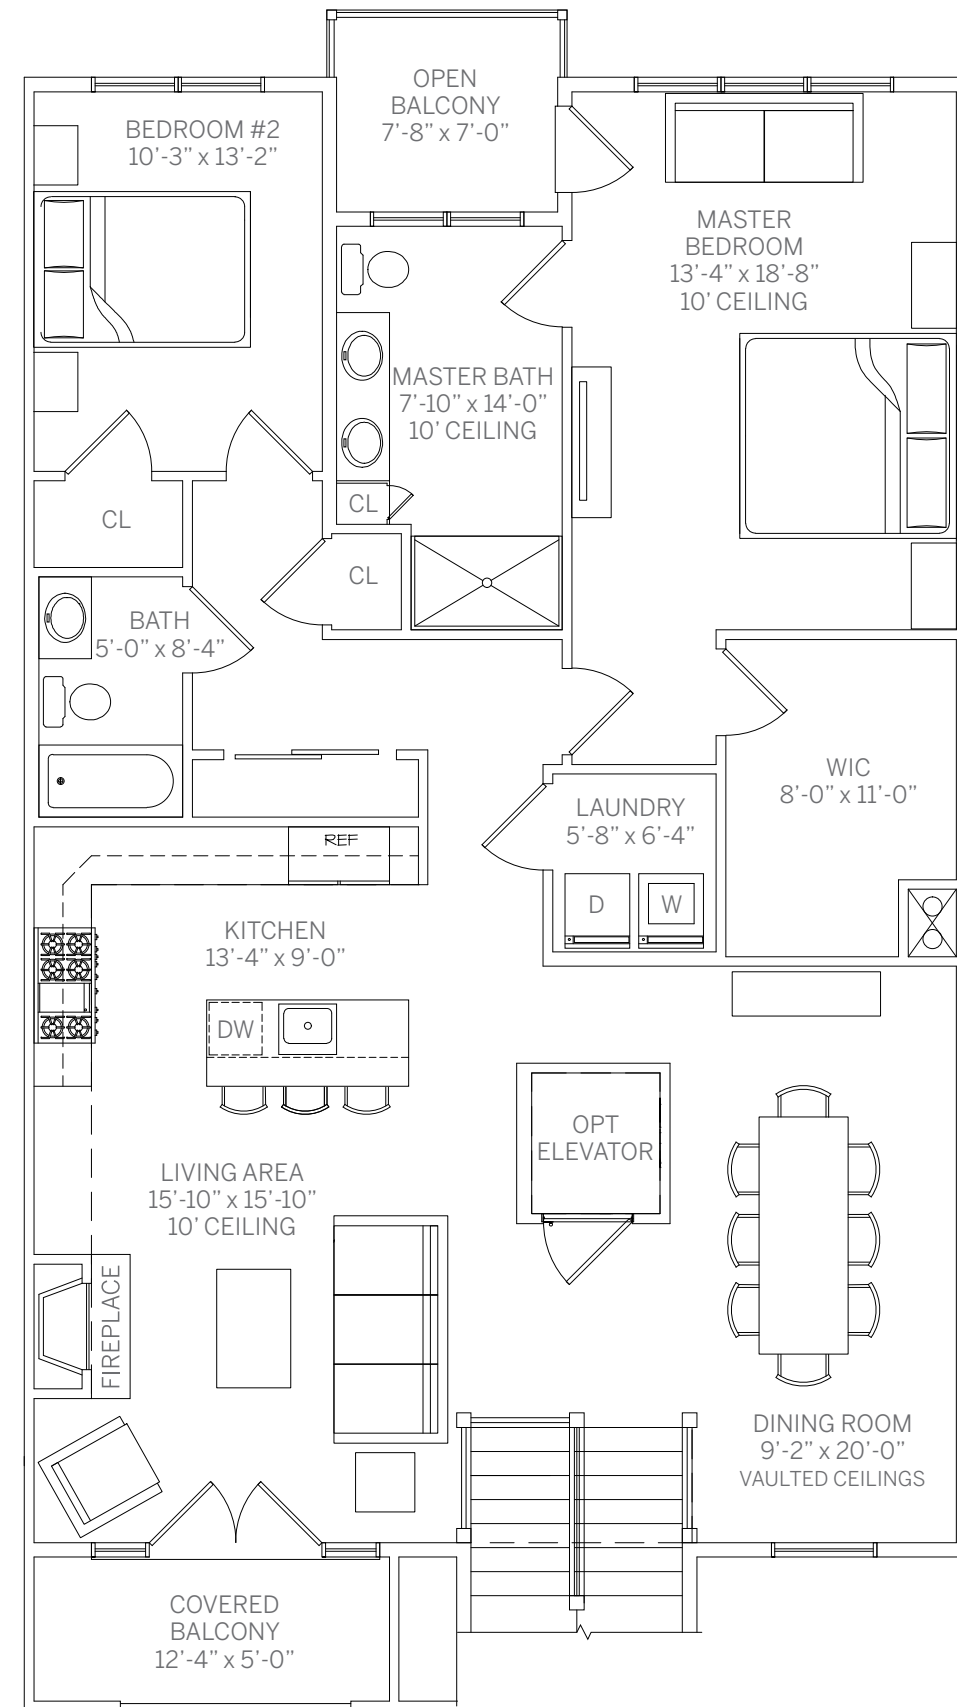 OPEN
BALCONY
7’-8” x 7’-0”
BEDROOM #2
10’-3” x 13’-2”
MASTER
BEDROOM
13’-4” x 18’-8”
10’ CEILING
MASTER BATH
7’-10” x 14’-0”
10’ CEILING
CL
CL
CL
BATH
5’-0” x 8’-4”
WIC
8’-0” x 11’-0”
LAUNDRY
5’-8” x 6’-4”
D
W
REF
KITCHEN
13’-4” x 9’-0”
DW
OPT
ELEVATOR
LIVING AREA
15’-10” x 15’-10”
10’ CEILING
FIREPLACE
DINING ROOM
9’-2” x 20’-0”
VAULTED CEILINGS
COVERED
BALCONY
12’-4” x 5’-0”